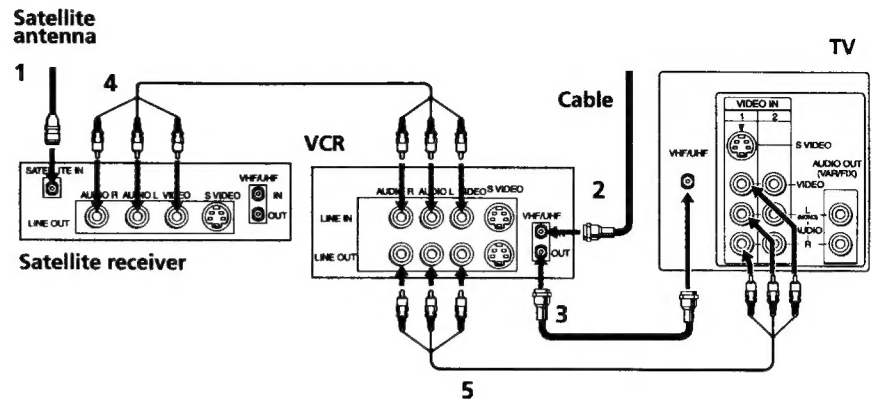 Satellite
antenna
1
4
TV
Cable
VCR
2
VIDEO IN
1 2
S VIDEO
VHF/UHF
AUDIO OUT
(VAR/FIX)
VIDEO
L
(MONO)
AUDIO
R
SATELLITE IN
VHF/UHF
AUDIO R AUDIO L VIDEO S VIDEO
IN
OUT
LINE OUT
Satellite receiver
AUDIO R AUDIO L VIDEO S VIDEO
LINE IN
VHF/UHF
IN
LINE OUT
OUT
3
5